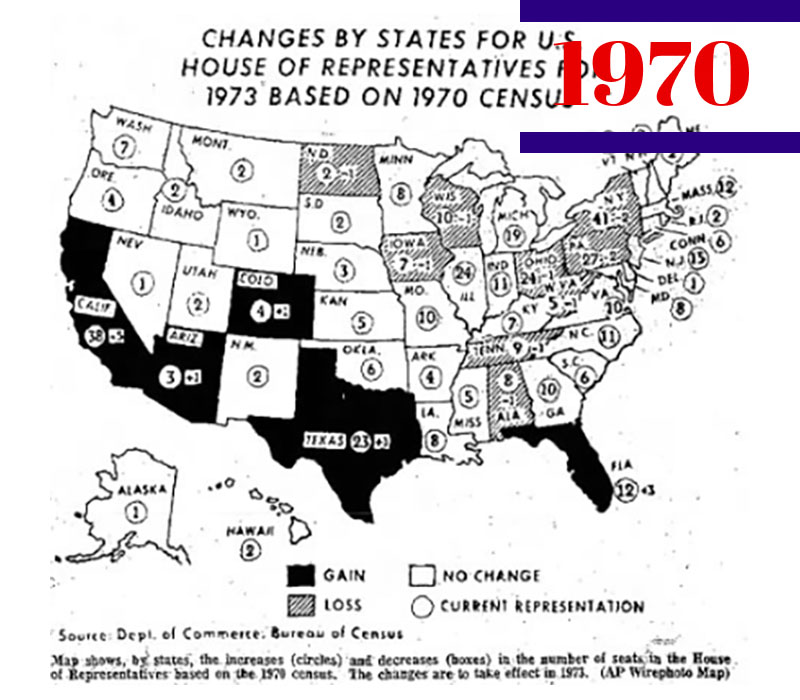 CHANGES BY STATES FOR U.S.
HOUSE OF REPRESENTATIVES FOR
1973 BASED ON 1970 CENSUS
1970
WASH
7
MONT.
2
N.D.
2 -1
MINN
8
ORE.
4
2
IDAHO
WYO.
1
S.D
2
WIS
10 -1
MICH
19
N.Y
41 -2
MASS. 12
R.I. 2
CONN 6
N.J. 15
DEL. 1
MD 8
NEV
1
UTAH
2
COLO
4 +1
NEB.
3
IOWA
7 -1
24
ILL
IND
11
OHIO
24 -1
PA.
27 -2
W.VA
5 -1
VA.
10
CALIF
38 +5
ARIZ
3 +1
N.M.
2
KAN
5
MO.
10
KY
7
OKLA.
6
ARK
4
TENN. 9 -1
N.C. 11
S.C.
6
TEXAS 23 +1
LA.
8
5
MISS
8
-1
ALA
10
GA
FLA
12 +3
ALASKA
1
HAWAII
2
GAIN
NO CHANGE
LOSS
CURRENT REPRESENTATION
Source: Dept. of Commerce, Bureau of Census
Map shows, by states, the increases (circles) and decreases (boxes) in the number of seats in the House
of Representatives based on the 1970 census. The changes are to take effect in 1973. (AP Wirephoto Map)